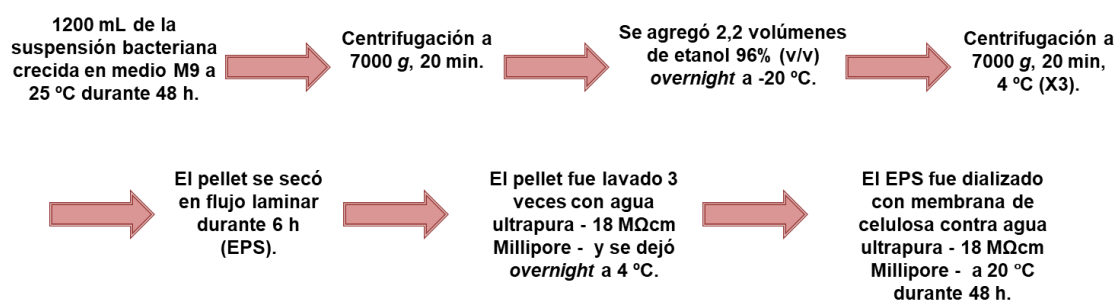 1200 mL de la
suspensión bacteriana
crecida en medio M9 a
25 ºC durante 48 h.
Centrifugación a
7000 g, 20 min.
Se agregó 2,2 volúmenes
de etanol 96% (v/v)
overnight a -20 ºC.
Centrifugación a
7000 g, 20 min,
4 ºC (X3).
El pellet se secó
en flujo laminar
durante 6 h
(EPS).
El pellet fue lavado 3
veces con agua
ultrapura - 18 MΩcm
Millipore -  y se dejó
overnight a 4 ºC.
El EPS fue dializado
con membrana de
celulosa contra agua
ultrapura - 18 MΩcm
Millipore -  a 20 °C
durante 48 h.